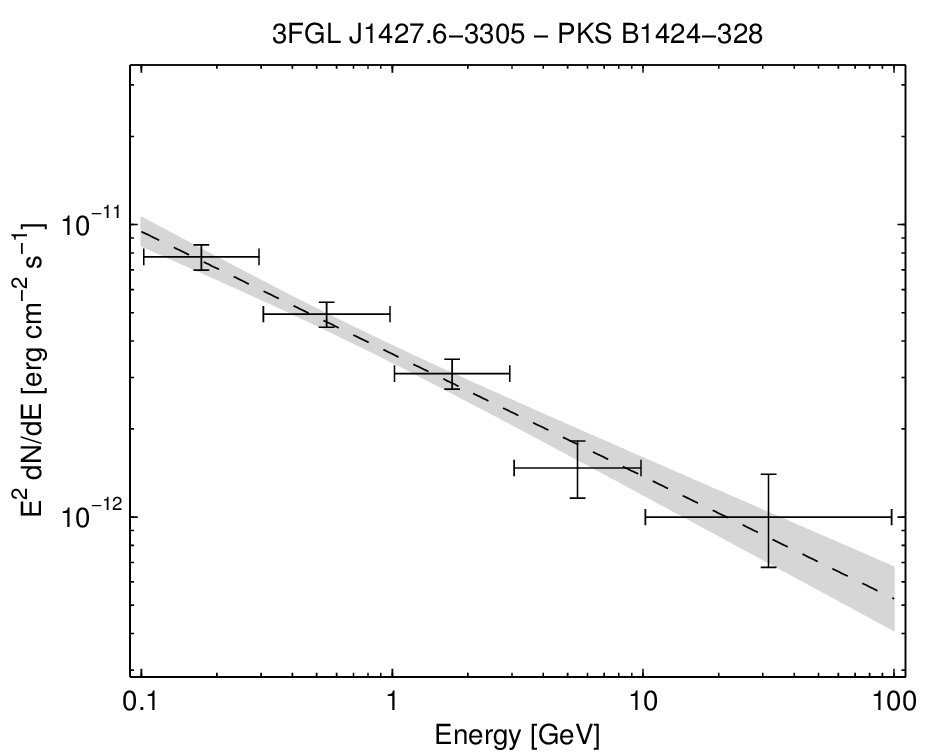 3FGL J1427.6−3305 − PKS B1424−328
E² dN/dE [erg cm⁻² s⁻¹]
10⁻¹¹
10⁻¹²
0.1 1 10 100
Energy [GeV]